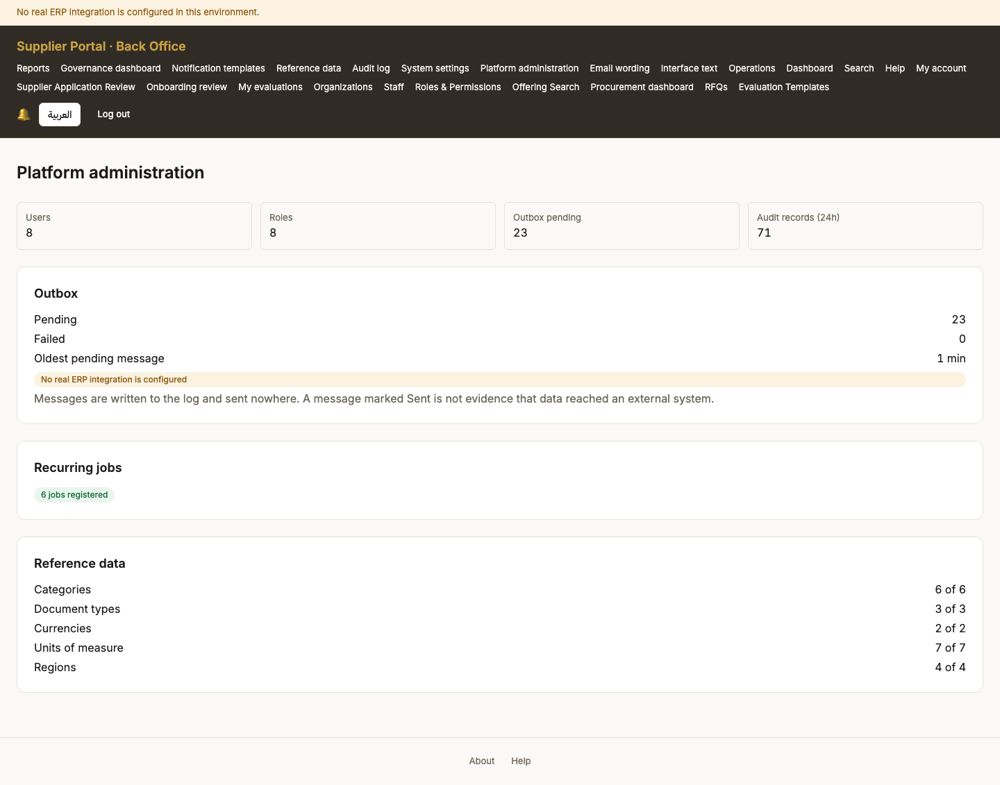 No real ERP integration is configured in this environment.
Supplier Portal · Back Office
Reports Governance dashboard Notification templates Reference data Audit log System settings Platform administration Email wording Interface text Operations Dashboard Search Help My account
Supplier Application Review Onboarding review My evaluations Organizations Staff Roles & Permissions Offering Search Procurement dashboard RFQs Evaluation Templates
العربية Log out
Platform administration
Users Roles Outbox pending Audit records (24h)
8 8 23 71
Outbox
Pending 23
Failed 0
Oldest pending message 1 min
No real ERP integration is configured
Messages are written to the log and sent nowhere. A message marked Sent is not evidence that data reached an external system.
Recurring jobs
6 jobs registered
Reference data
Categories 6 of 6
Document types 3 of 3
Currencies 2 of 2
Units of measure 7 of 7
Regions 4 of 4
About Help